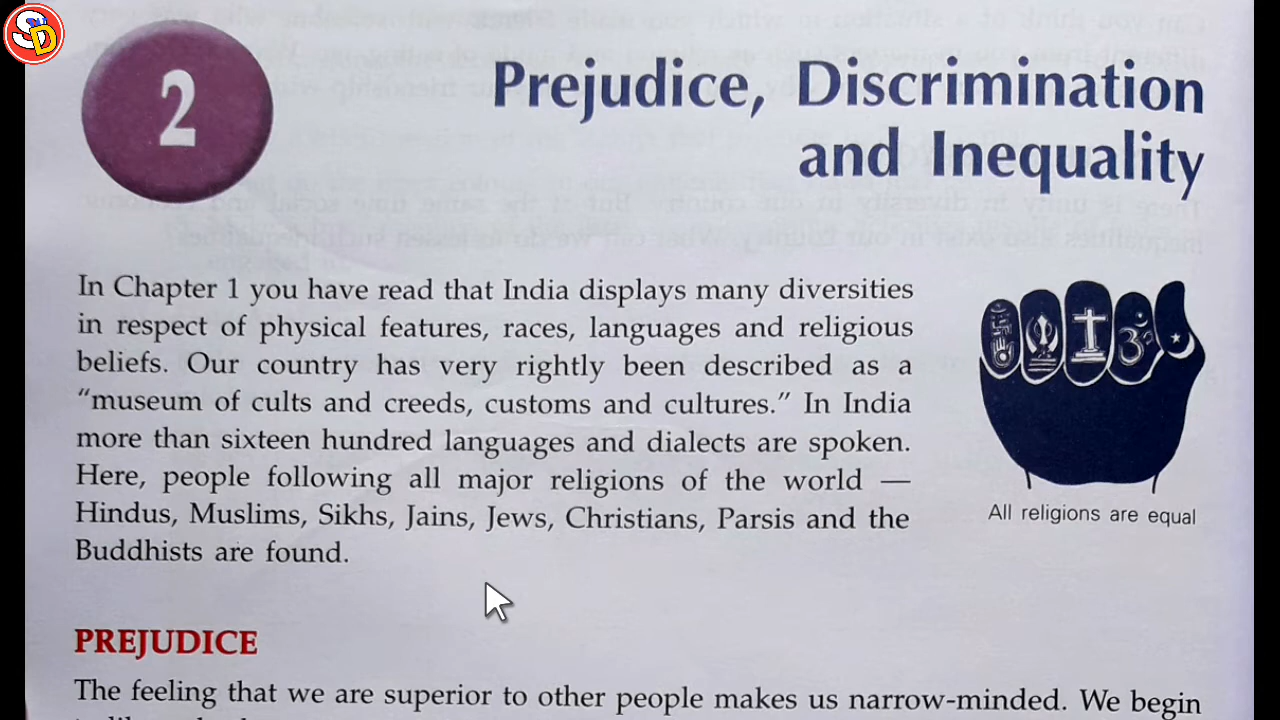 SD
2
Prejudice, Discrimination
and Inequality
In Chapter 1 you have read that India displays many diversities
in respect of physical features, races, languages and religious
beliefs. Our country has very rightly been described as a
“museum of cults and creeds, customs and cultures.” In India
more than sixteen hundred languages and dialects are spoken.
Here, people following all major religions of the world —
Hindus, Muslims, Sikhs, Jains, Jews, Christians, Parsis and the
Buddhists are found.
ॐ
All religions are equal
PREJUDICE
The feeling that we are superior to other people makes us narrow-minded. We begin